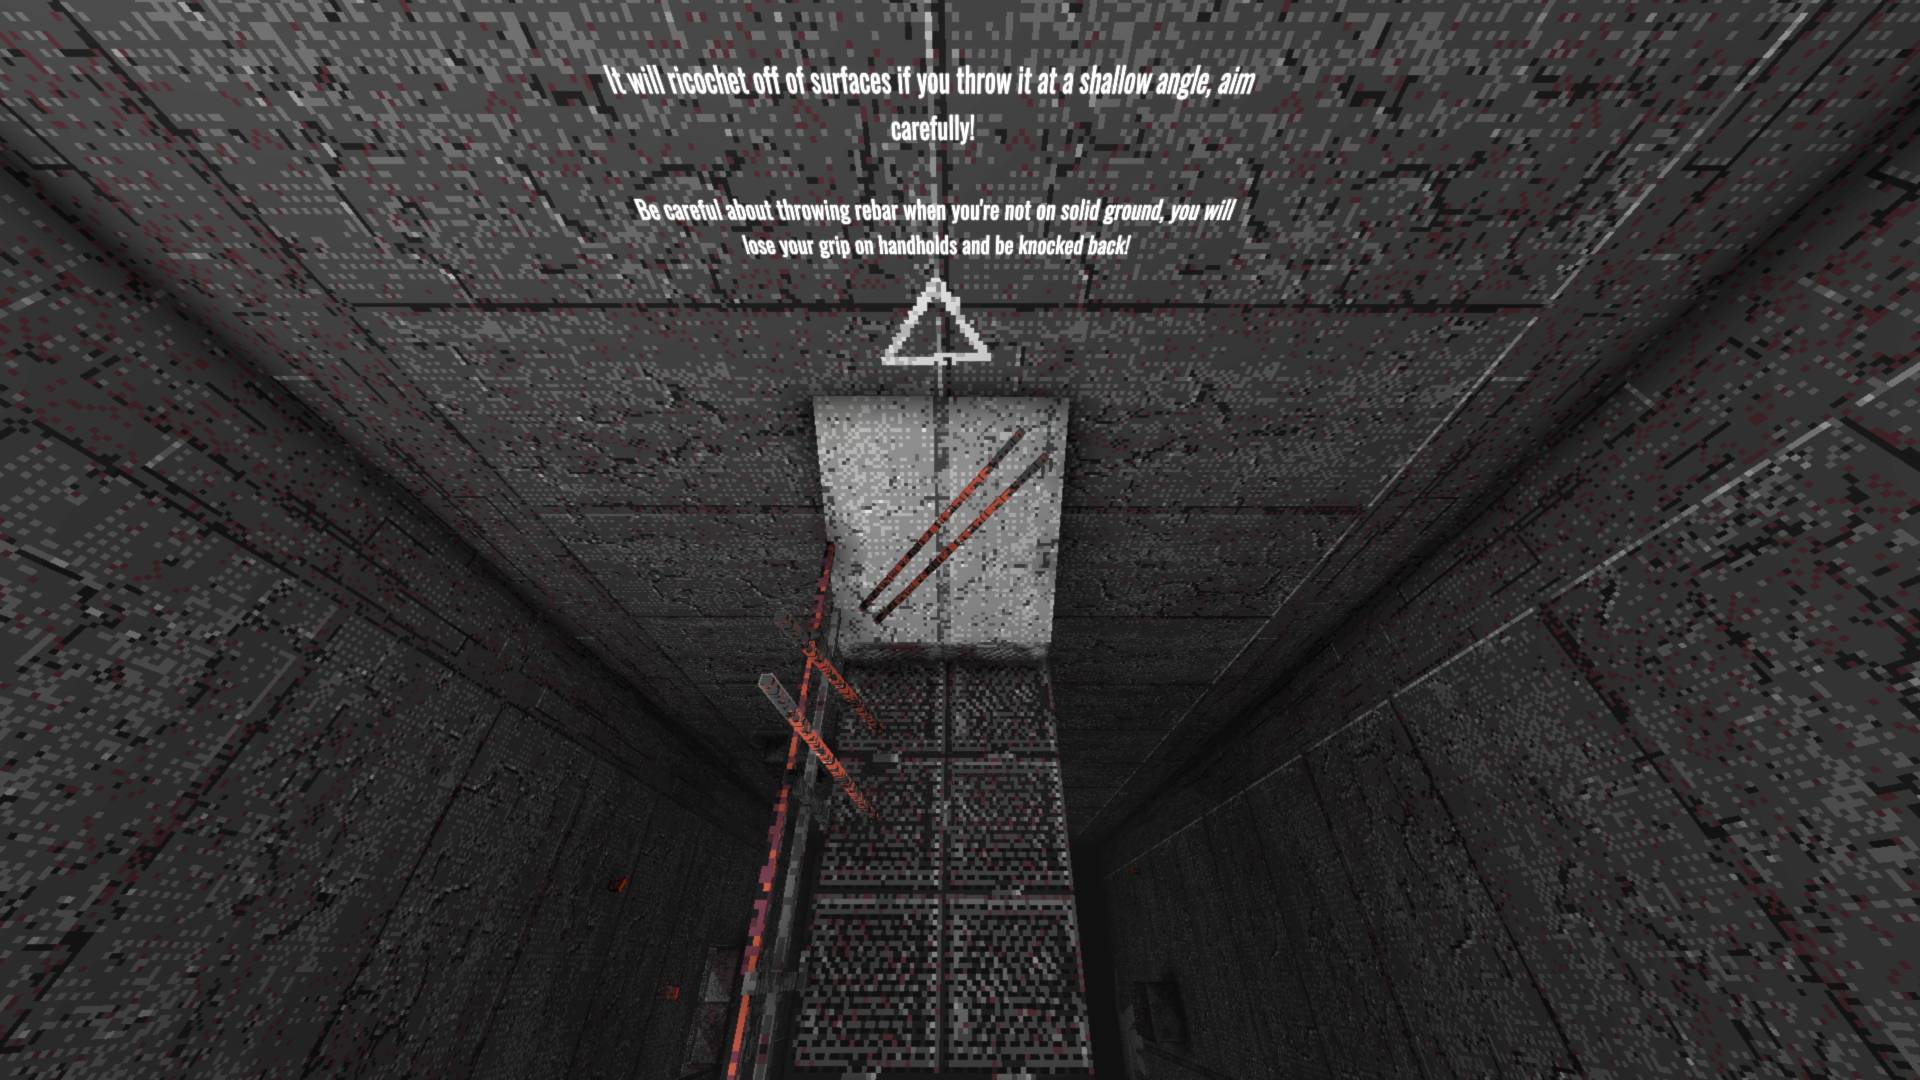 It will ricochet off of surfaces if you throw it at a shallow angle, aim
carefully!
Be careful about throwing rebar when you're not on solid ground, you will
lose your grip on handholds and be knocked back!